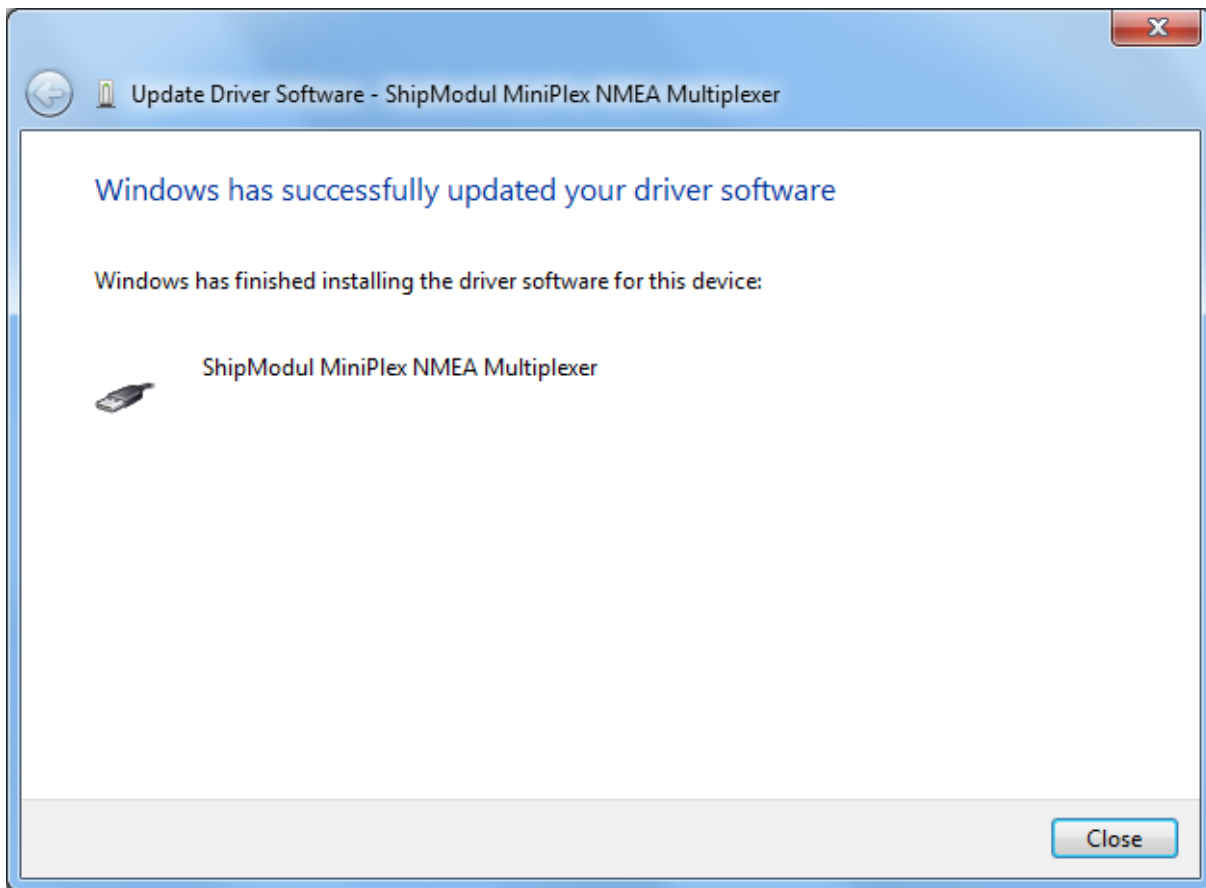 Update Driver Software - ShipModul MiniPlex NMEA Multiplexer
Windows has successfully updated your driver software
Windows has finished installing the driver software for this device:
ShipModul MiniPlex NMEA Multiplexer
Close